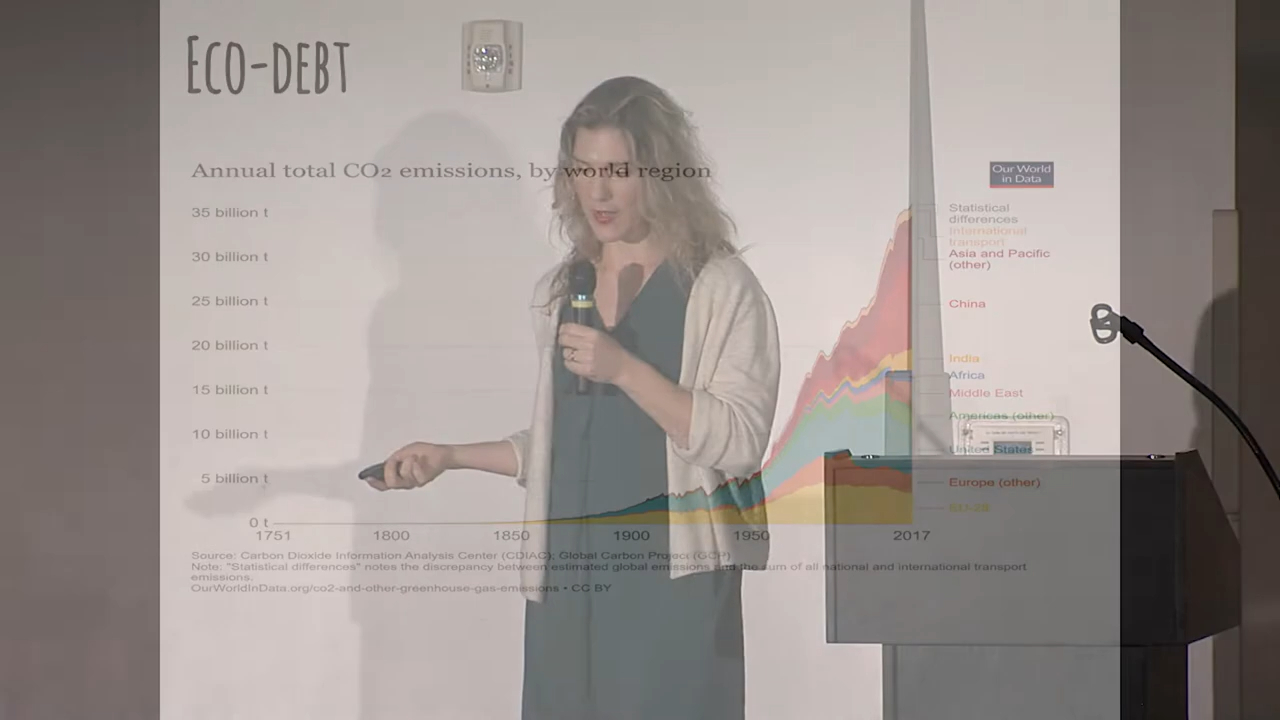 Eco-debt
Annual total CO2 emissions, by world region
Our World
in Data
35 billion t
30 billion t
25 billion t
20 billion t
15 billion t
10 billion t
5 billion t
0 t
Statistical
differences
International
transport
Asia and Pacific
(other)
China
India
Africa
Middle East
Americas (other)
United States
Europe (other)
EU-28
1751
1800
1850
1900
1950
2017
Source: Carbon Dioxide Information Analysis Center (CDIAC); Global Carbon Project (GCP)
Note: "Statistical differences" notes the discrepancy between estimated global emissions and the sum of all national and international transport
emissions.
OurWorldInData.org/co2-and-other-greenhouse-gas-emissions • CC BY